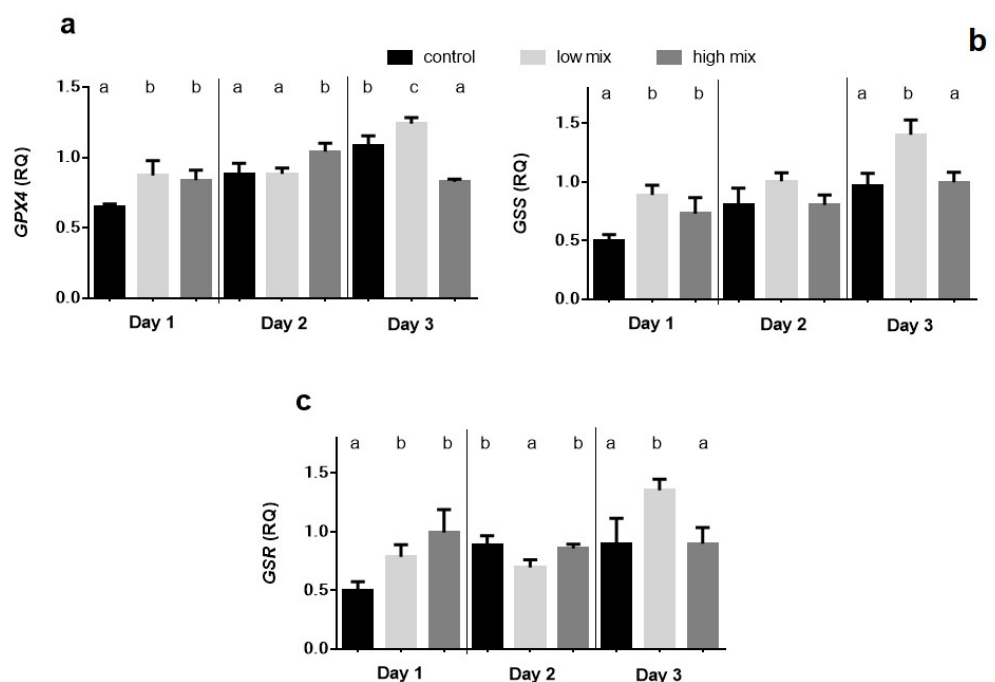 a
control low mix high mix
b
1.5 a b b a a b b c a
1.0
0.5
0.0
GPX4 (RQ)
Day 1 Day 2 Day 3
a b b a b a
1.5
1.0
0.5
0.0
GSS (RQ)
Day 1 Day 2 Day 3
c
a b b b a b a b a
1.5
1.0
0.5
0.0
GSR (RQ)
Day 1 Day 2 Day 3